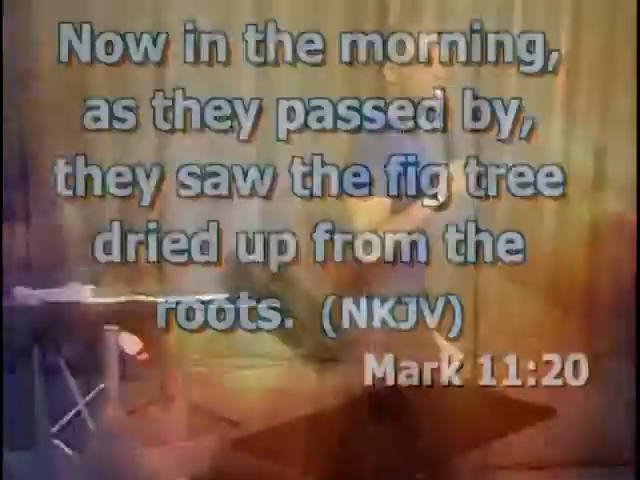 Now in the morning,
as they passed by,
they saw the fig tree
dried up from the
roots. (NKJV)
Mark 11:20